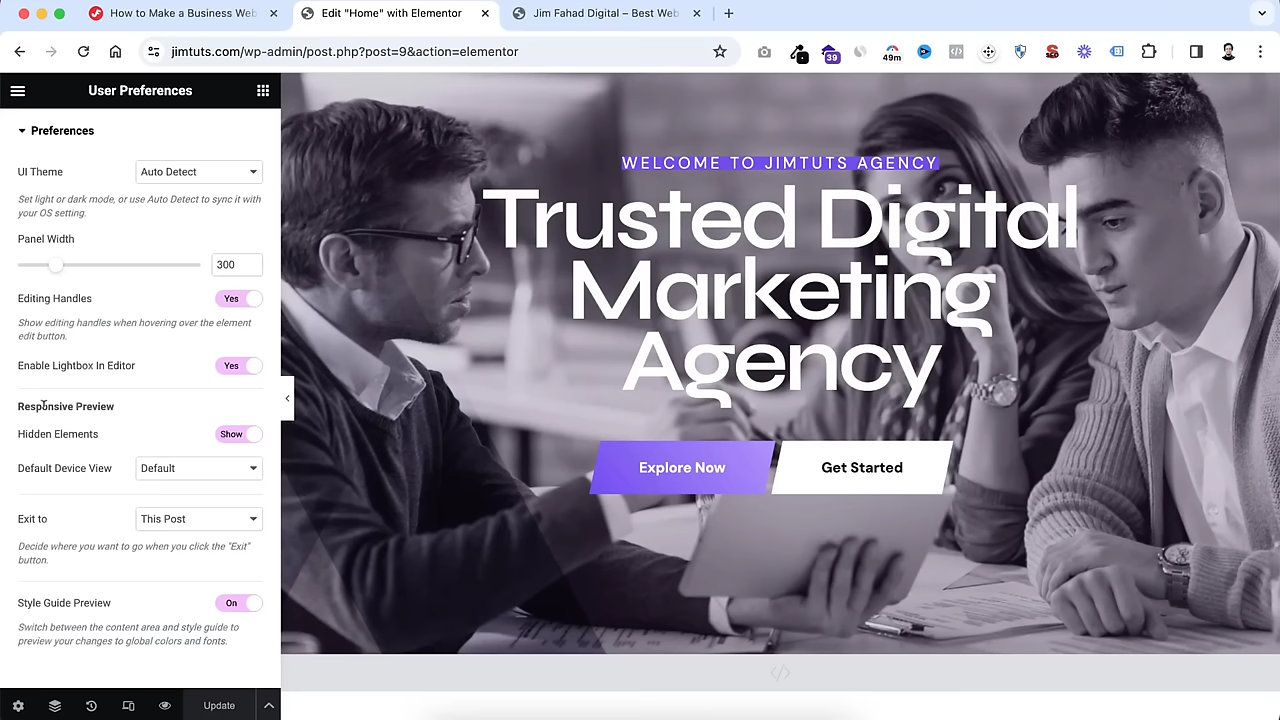 How to Make a Business Web
Edit "Home" with Elementor
Jim Fahad Digital – Best Web
jimtuts.com/wp-admin/post.php?post=9&action=elementor
39
49m
User Preferences
Preferences
UI Theme
Auto Detect
Set light or dark mode, or use Auto Detect to sync it with
your OS setting.
Panel Width
300
Editing Handles
Yes
Show editing handles when hovering over the element
edit button.
Enable Lightbox In Editor
Yes
Responsive Preview
Hidden Elements
Show
Default Device View
Default
Exit to
This Post
Decide where you want to go when you click the "Exit"
button.
Style Guide Preview
On
Switch between the content area and style guide to
preview your changes to global colors and fonts.
Update
WELCOME TO JIMTUTS AGENCY
Trusted Digital
Marketing
Agency
Explore Now
Get Started